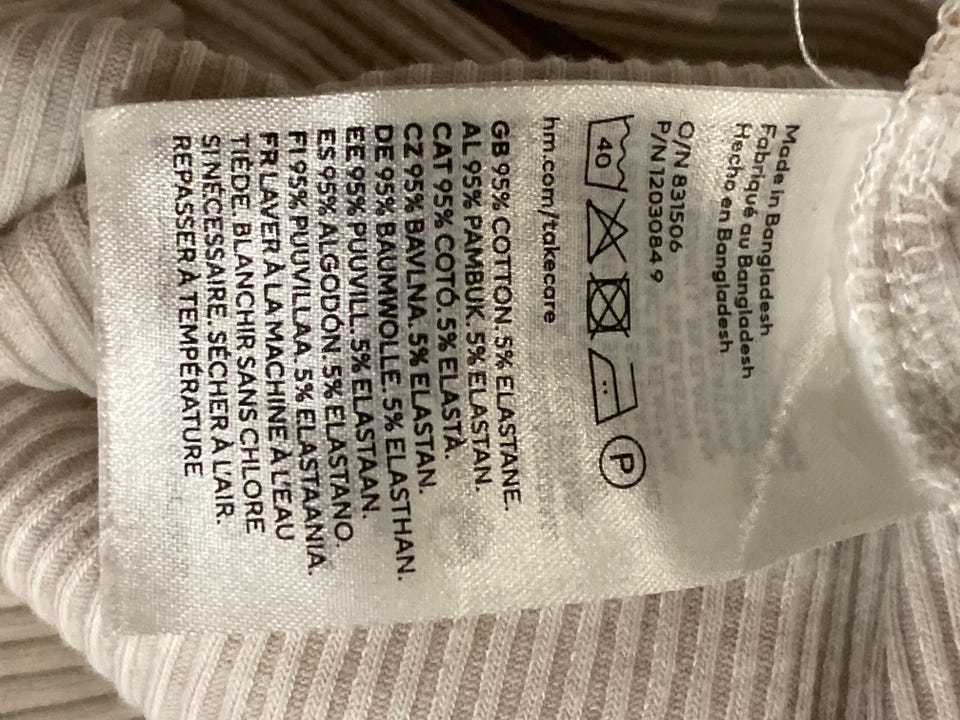 Made in Bangladesh
Fabriqué au Bangladesh
Hecho en Bangladesh
O/N 831506
P/N 12030849
40
P
hm.com/takecare
GB 95% COTTON. 5% ELASTANE.
AL 95% PAMBUK. 5% ELASTAN.
CAT 95% COTÓ. 5% ELASTÀ.
CZ 95% BAVLNA. 5% ELASTAN.
DE 95% BAUMWOLLE. 5% ELASTHAN.
EE 95% PUUVILL. 5% ELASTAAN.
ES 95% ALGODÓN. 5% ELASTANO.
FI 95% PUUVILLAA. 5% ELASTAANIA.
FR LAVER À LA MACHINE À L'EAU
TIÉDE. BLANCHIR SANS CHLORE
SI NÉCESSAIRE. SÉCHER À L'AIR.
REPASSER À TEMPÉRATURE